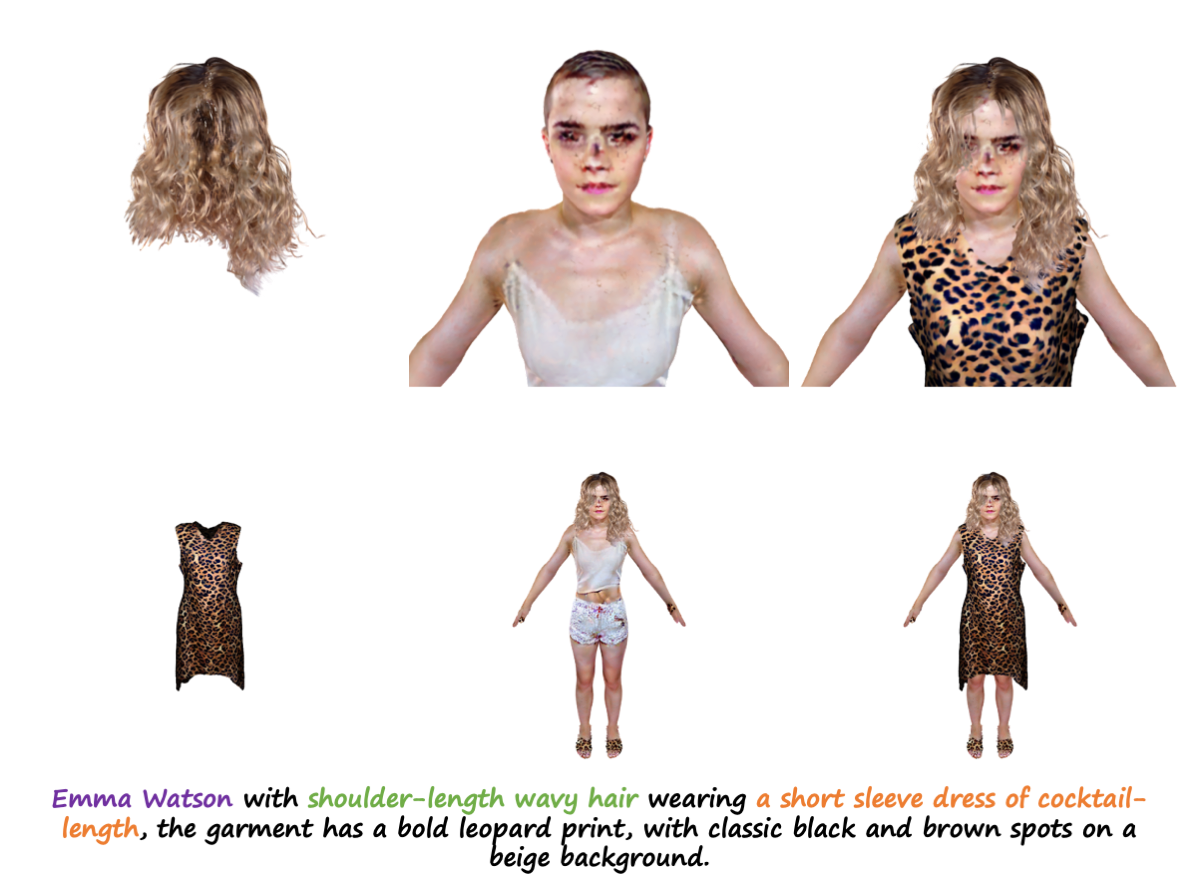 Emma Watson with shoulder-length wavy hair wearing a short sleeve dress of cocktail-
length, the garment has a bold leopard print, with classic black and brown spots on a
beige background.